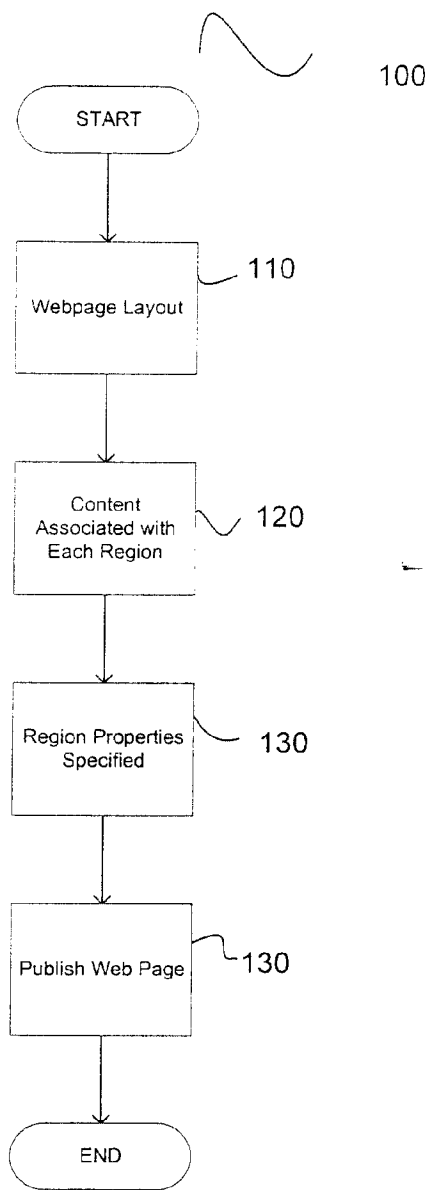 100
START
110
Webpage Layout
Content
Associated with
Each Region
120
Region Properties
Specified
130
Publish Web Page
130
END